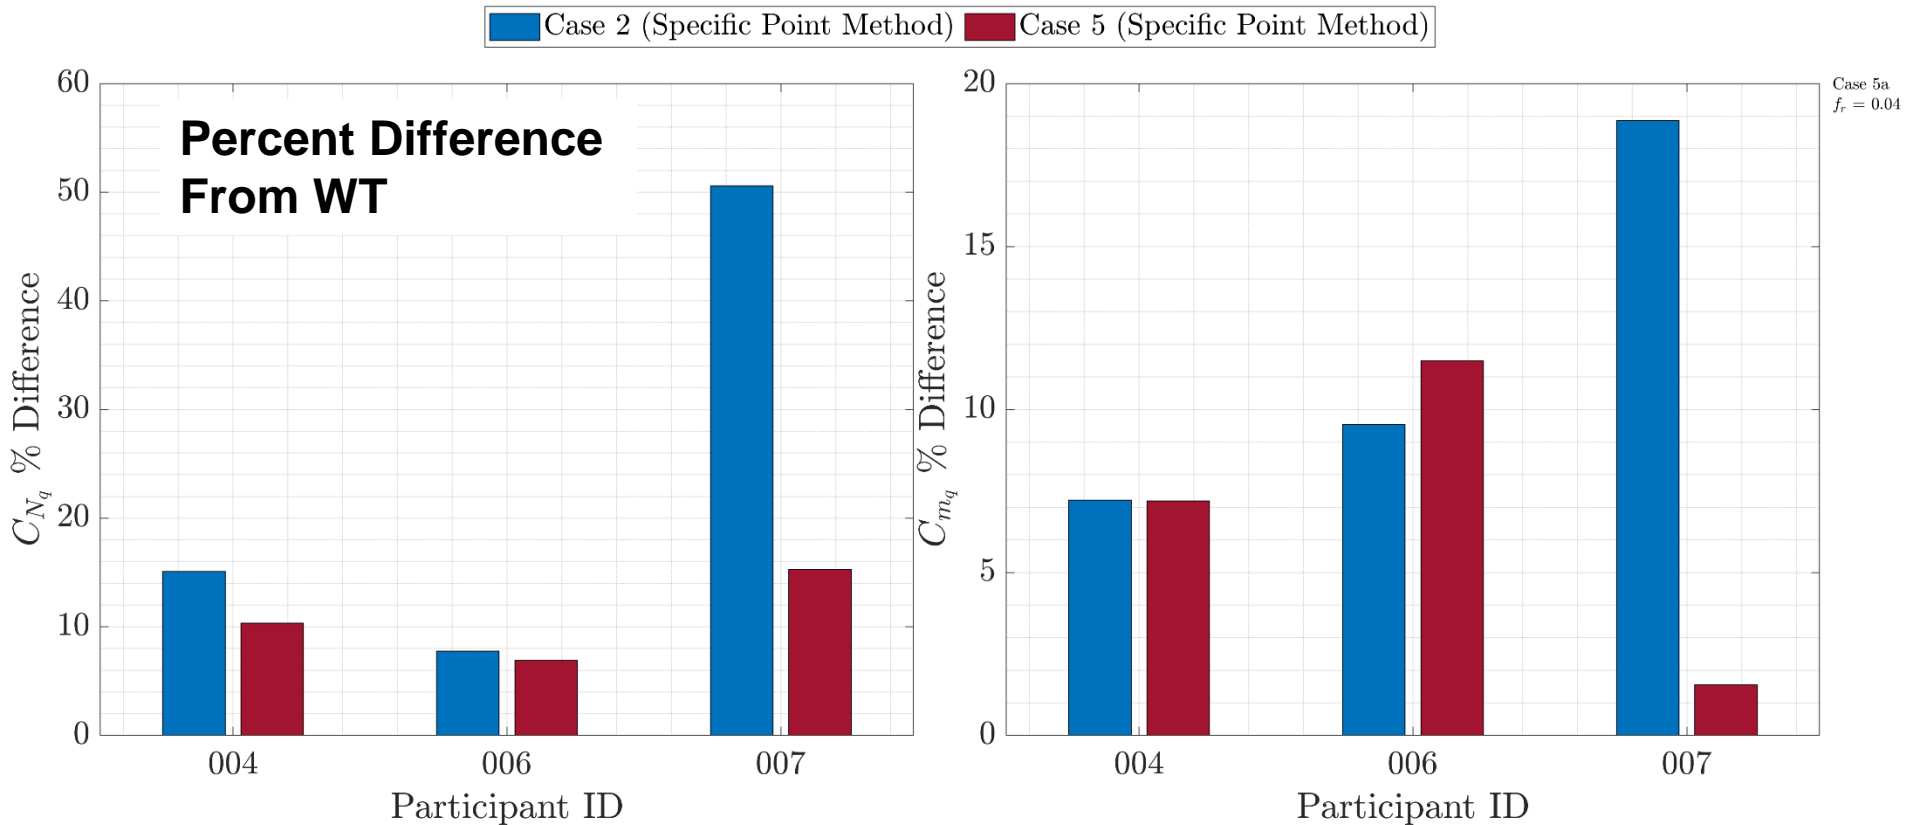 Case 2 (Specific Point Method) Case 5 (Specific Point Method)
Percent Difference
From WT
60
50
40
30
20
10
0
C_{N_q} % Difference
004 006 007
Participant ID
20
15
10
5
0
C_{m_q} % Difference
004 006 007
Participant ID
Case 5a
f_r = 0.04